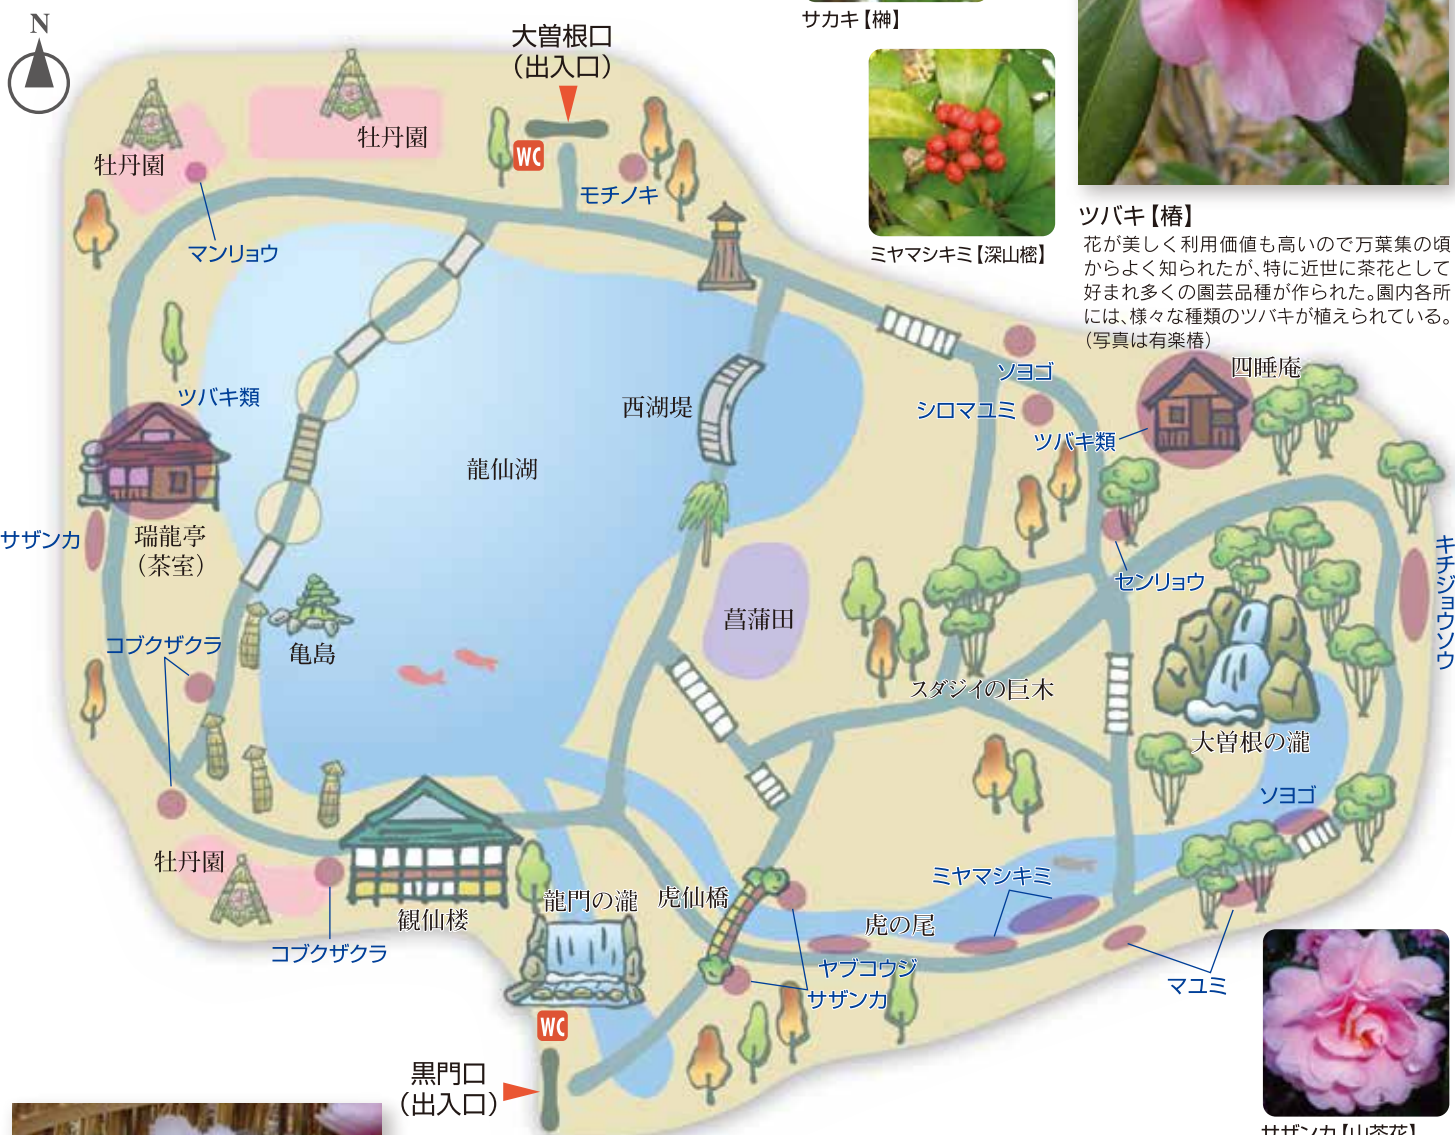 N
大曽根口
（出入口）
サカキ【榊】
ミヤマシキミ【深山樒】
ツバキ【椿】
花が美しく利用価値も高いので万葉集の頃
からよく知られたが、特に近世に茶花として
好まれ多くの園芸品種が作られた。園内各所
には、様々な種類のツバキが植えられている。
（写真は有楽椿）
牡丹園
牡丹園
WC
モチノキ
マンリョウ
ツバキ類
西湖堤
ソヨゴ
シロマユミ
四睡庵
ツバキ類
龍仙湖
サザンカ
瑞龍亭
（茶室）
センリョウ
キチジョウソウ
菖蒲田
コブクザクラ
亀島
スダジイの巨木
大曽根の瀧
ソヨゴ
牡丹園
観仙楼
コブクザクラ
龍門の瀧
虎仙橋
ミヤマシキミ
虎の尾
ヤブコウジ
サザンカ
マユミ
WC
黒門口
（出入口）
サザンカ【山茶花】